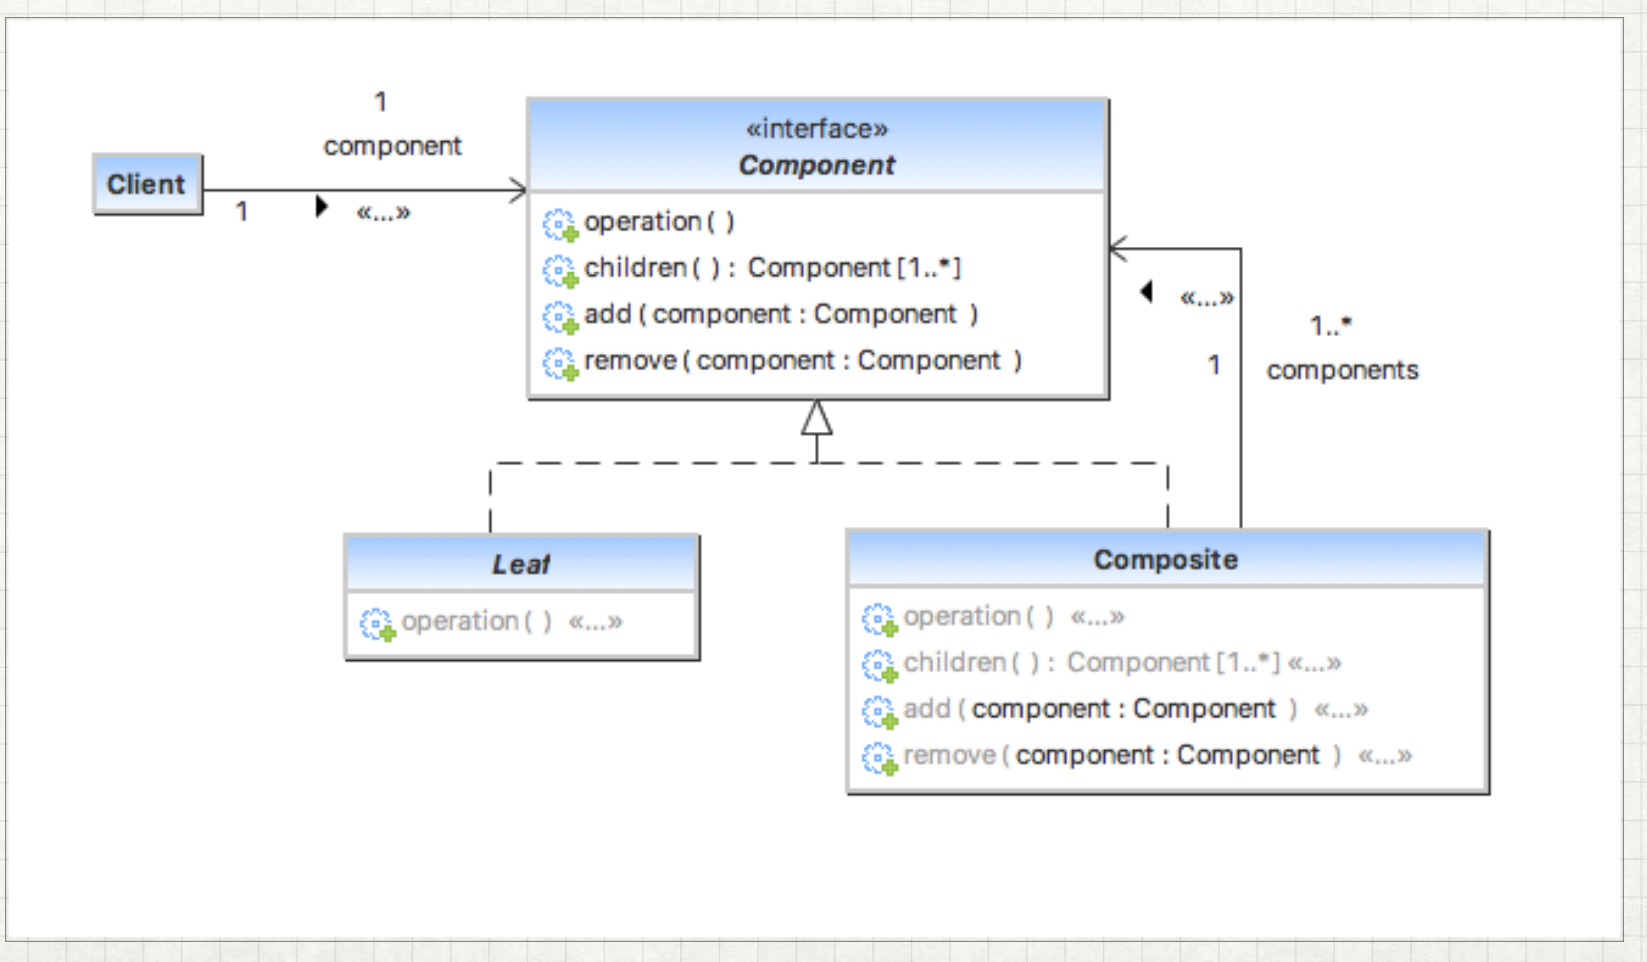 1
component
Client
1
«...»
«interface»
Component
operation ( )
children ( ) : Component [1..*]
add ( component : Component )
remove ( component : Component )
«...»
1..*
1
components
Leaf
operation ( ) «...»
Composite
operation ( ) «...»
children ( ) : Component [1..*] «...»
add ( component : Component ) «...»
remove ( component : Component ) «...»